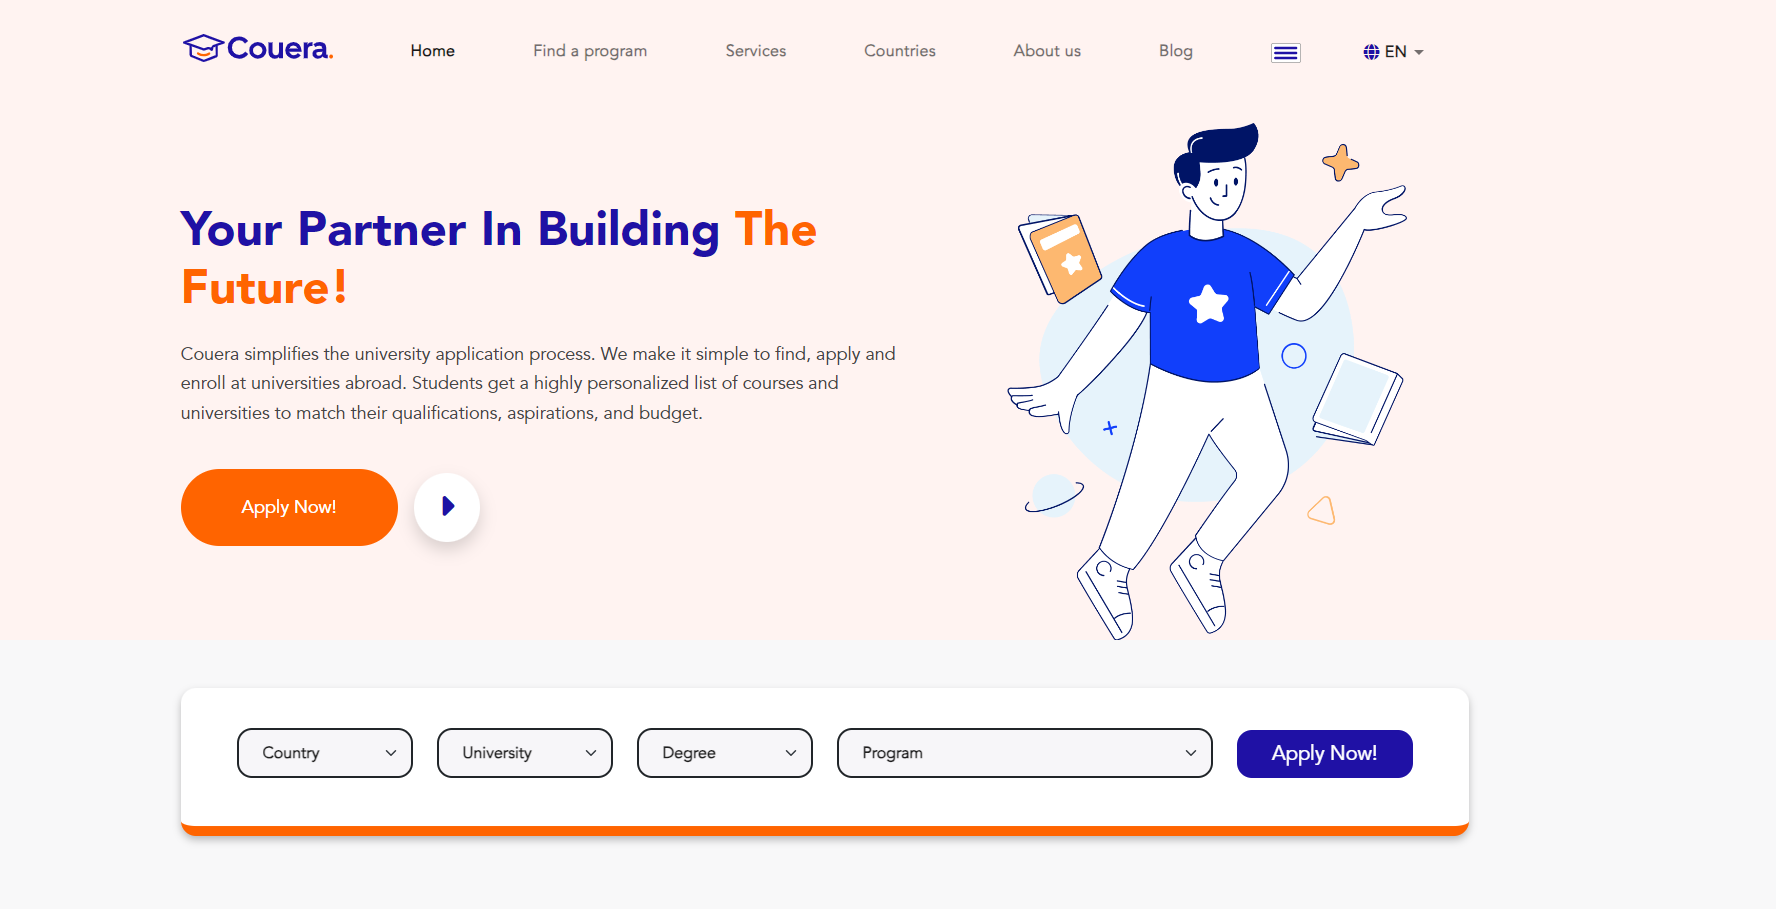 Couera.
Home
Find a program
Services
Countries
About us
Blog
EN
Your Partner In Building The
Future!
Couera simplifies the university application process. We make it simple to find, apply and
enroll at universities abroad. Students get a highly personalized list of courses and
universities to match their qualifications, aspirations, and budget.
Apply Now!
Country
University
Degree
Program
Apply Now!